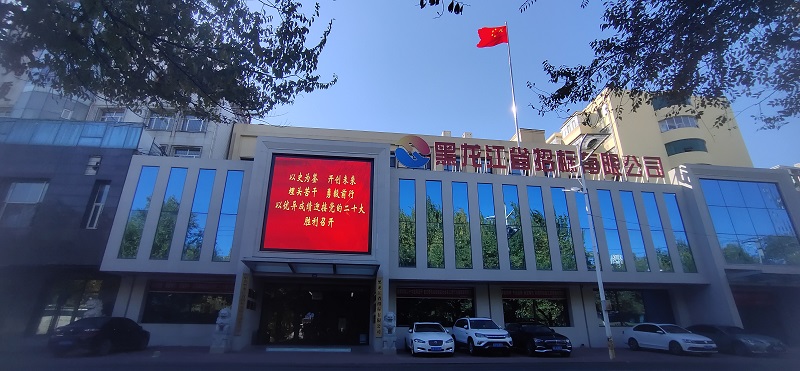 黑龙江省招标有限公司
以史为鉴　开创未来
埋头苦干　勇毅前行
以优异成绩迎接党的二十大
胜利召开